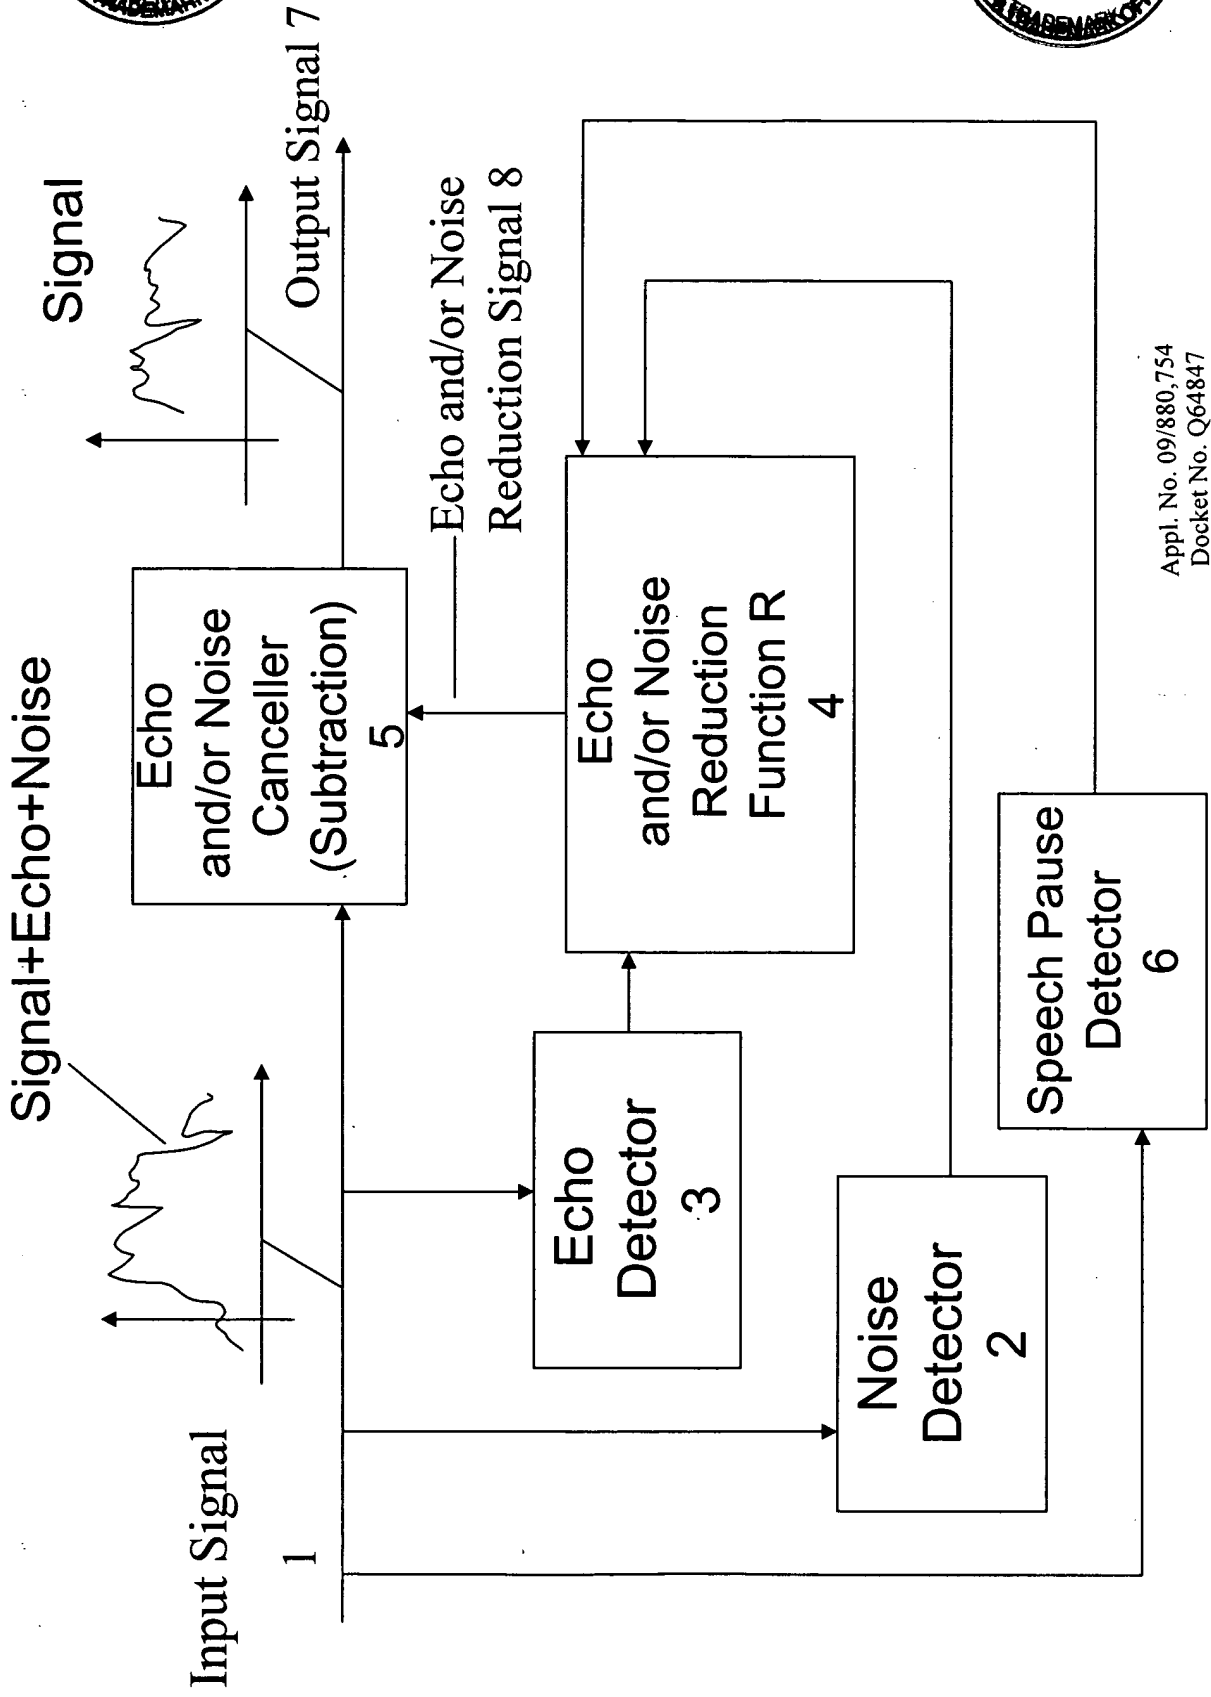 Signal+Echo+Noise
Signal
Input Signal
1
Output Signal 7
Echo
and/or Noise
Canceller
(Subtraction)
5
Echo and/or Noise
Reduction Signal 8
Echo
Detector
3
Echo
and/or Noise
Reduction
Function R
4
Noise
Detector
2
Speech Pause
Detector
6
Appl. No. 09/880,754
Docket No. Q64847